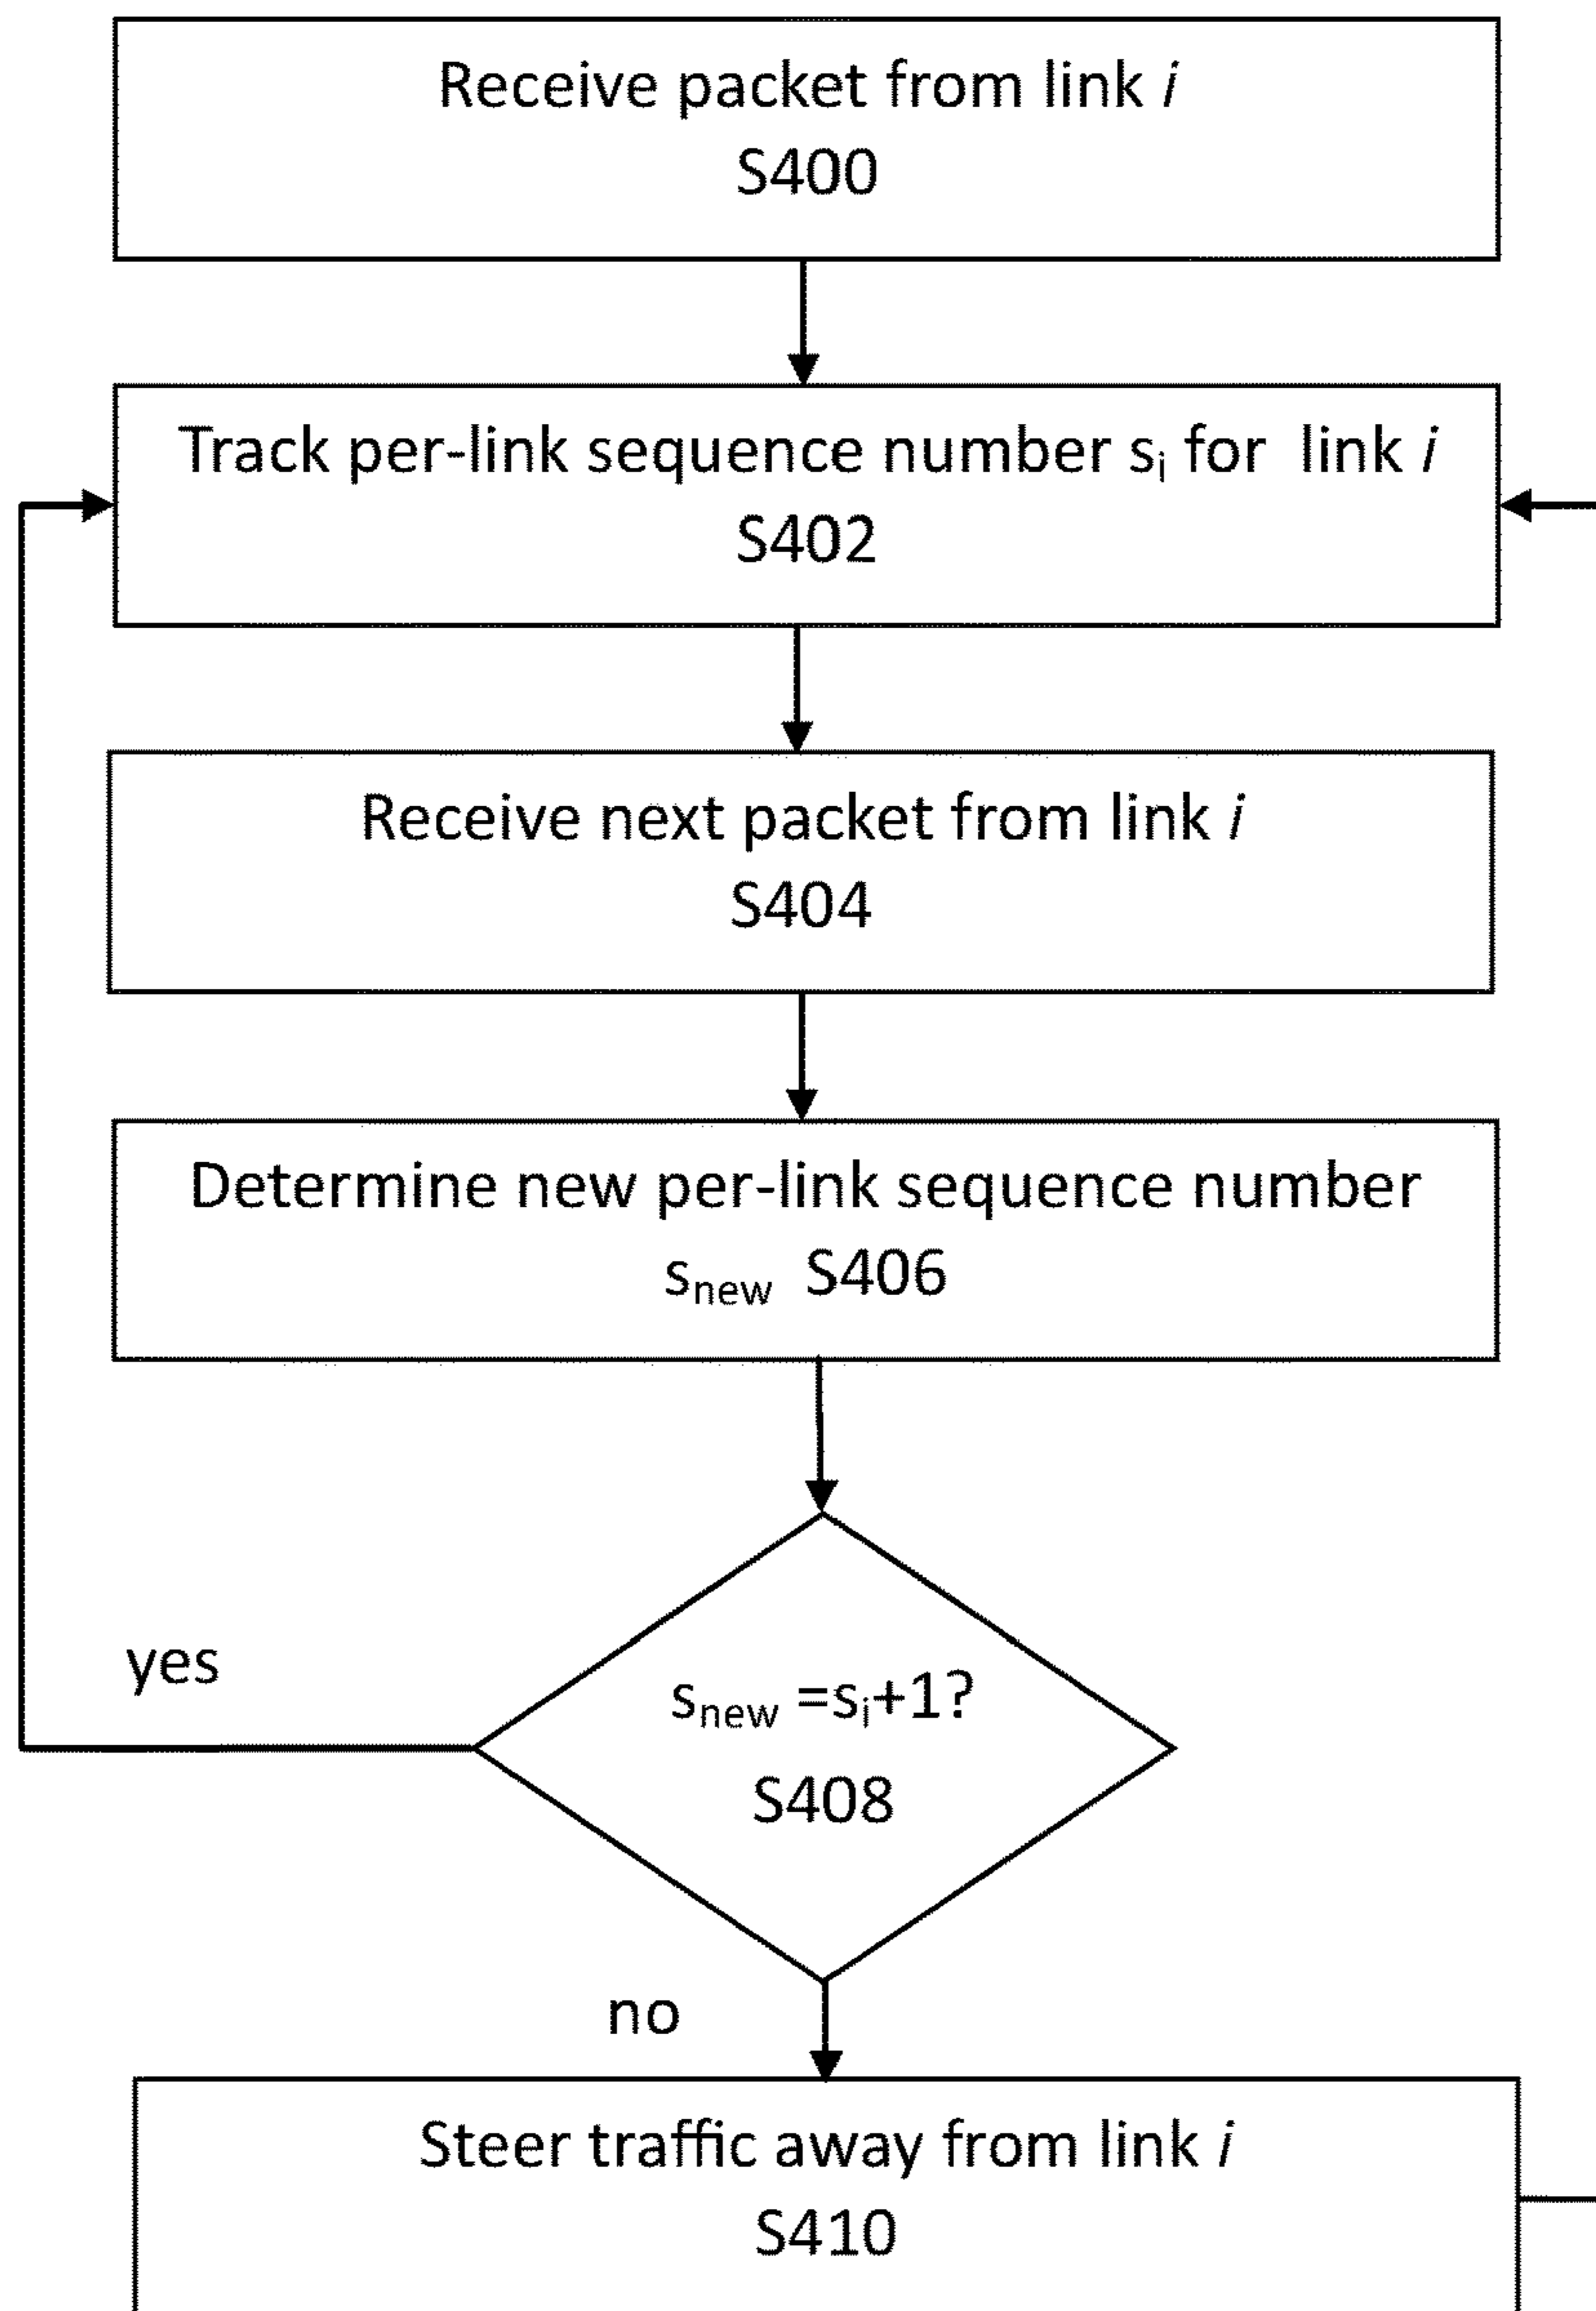 Receive packet from link i
S400
Track per-link sequence number sᵢ for link i
S402
Receive next packet from link i
S404
Determine new per-link sequence number
s_new S406
yes
s_new =sᵢ+1?
S408
no
Steer traffic away from link i
S410